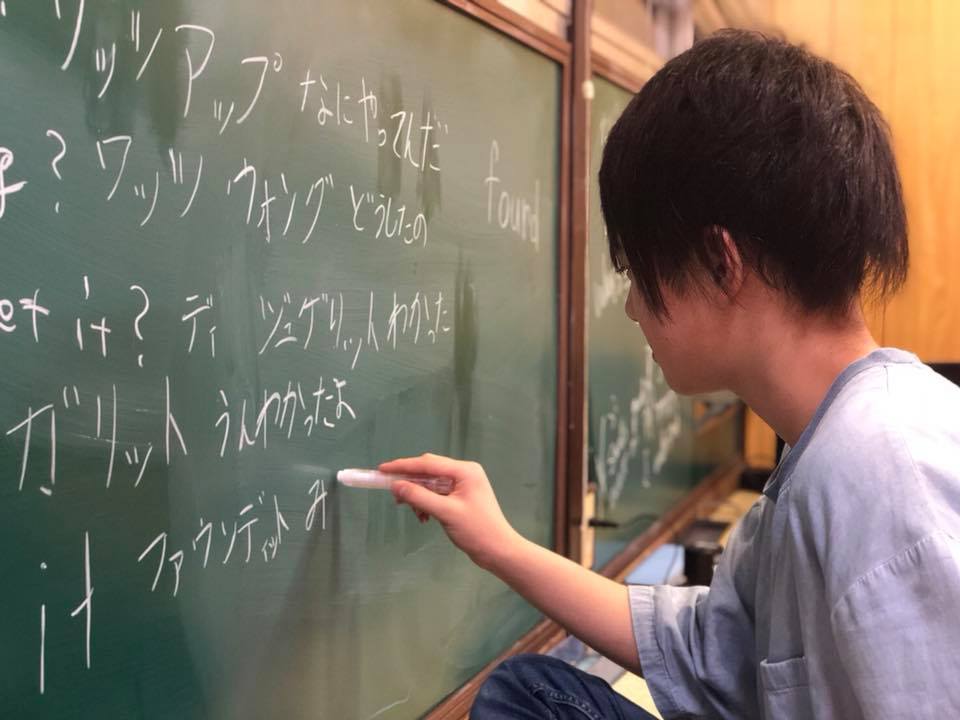 ワッツアップ なにやってんだ
? ワッツ ウォング どうしたの
et it? ディ ジュゲリット わかった
ガリット うんわかったよ
it ファウンディット み
found